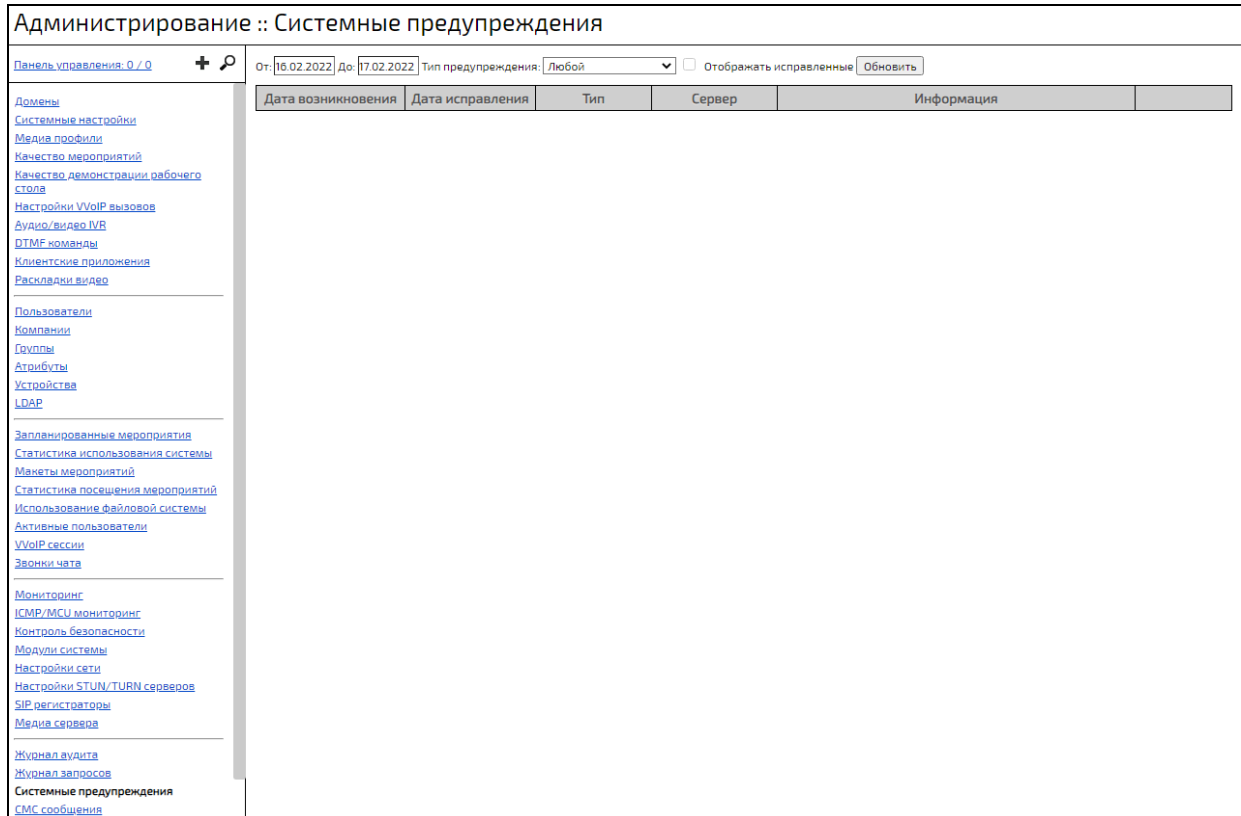 Администрирование :: Системные предупреждения
Панель управления: 0 / 0
От: 16.02.2022 До: 17.02.2022 Тип предупреждения: Любой Отображать исправленные Обновить
Дата возникновения Дата исправления Тип Сервер Информация
Домены
Системные настройки
Медиа профили
Качество мероприятий
Качество демонстрации рабочего
стола
Настройки VVoIP вызовов
Аудио/видео IVR
DTMF команды
Клиентские приложения
Раскладки видео
Пользователи
Компании
Группы
Атрибуты
Устройства
LDAP
Запланированные мероприятия
Статистика использования системы
Макеты мероприятий
Статистика посещения мероприятий
Использование файловой системы
Активные пользователи
VVoIP сессии
Звонки чата
Мониторинг
ICMP/MCU мониторинг
Контроль безопасности
Модули системы
Настройки сети
Настройки STUN/TURN серверов
SIP регистраторы
Медиа сервера
Журнал аудита
Журнал запросов
Системные предупреждения
СМС сообщения